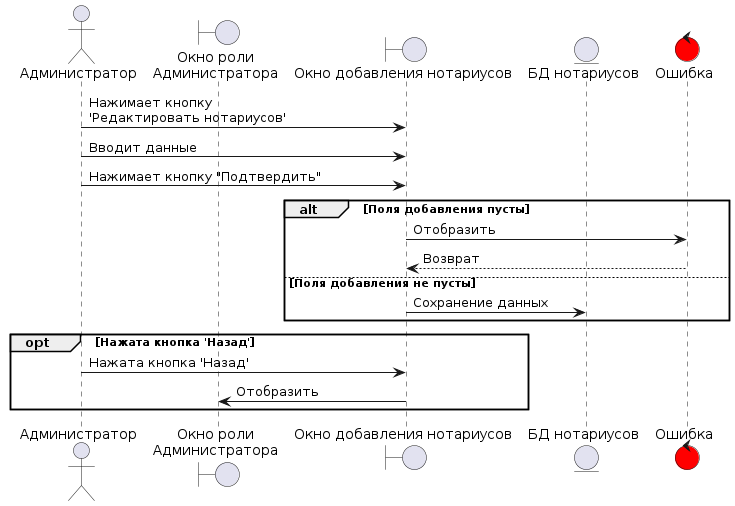 Администратор
Окно роли
Администратора
Окно добавления нотариусов
БД нотариусов
Ошибка
Нажимает кнопку
'Редактировать нотариусов'
Вводит данные
Нажимает кнопку "Подтвердить"
alt
[Поля добавления пусты]
Отобразить
Возврат
[Поля добавления не пусты]
Сохранение данных
opt
[Нажата кнопка 'Назад']
Нажата кнопка 'Назад'
Отобразить
Администратор
Окно роли
Администратора
Окно добавления нотариусов
БД нотариусов
Ошибка